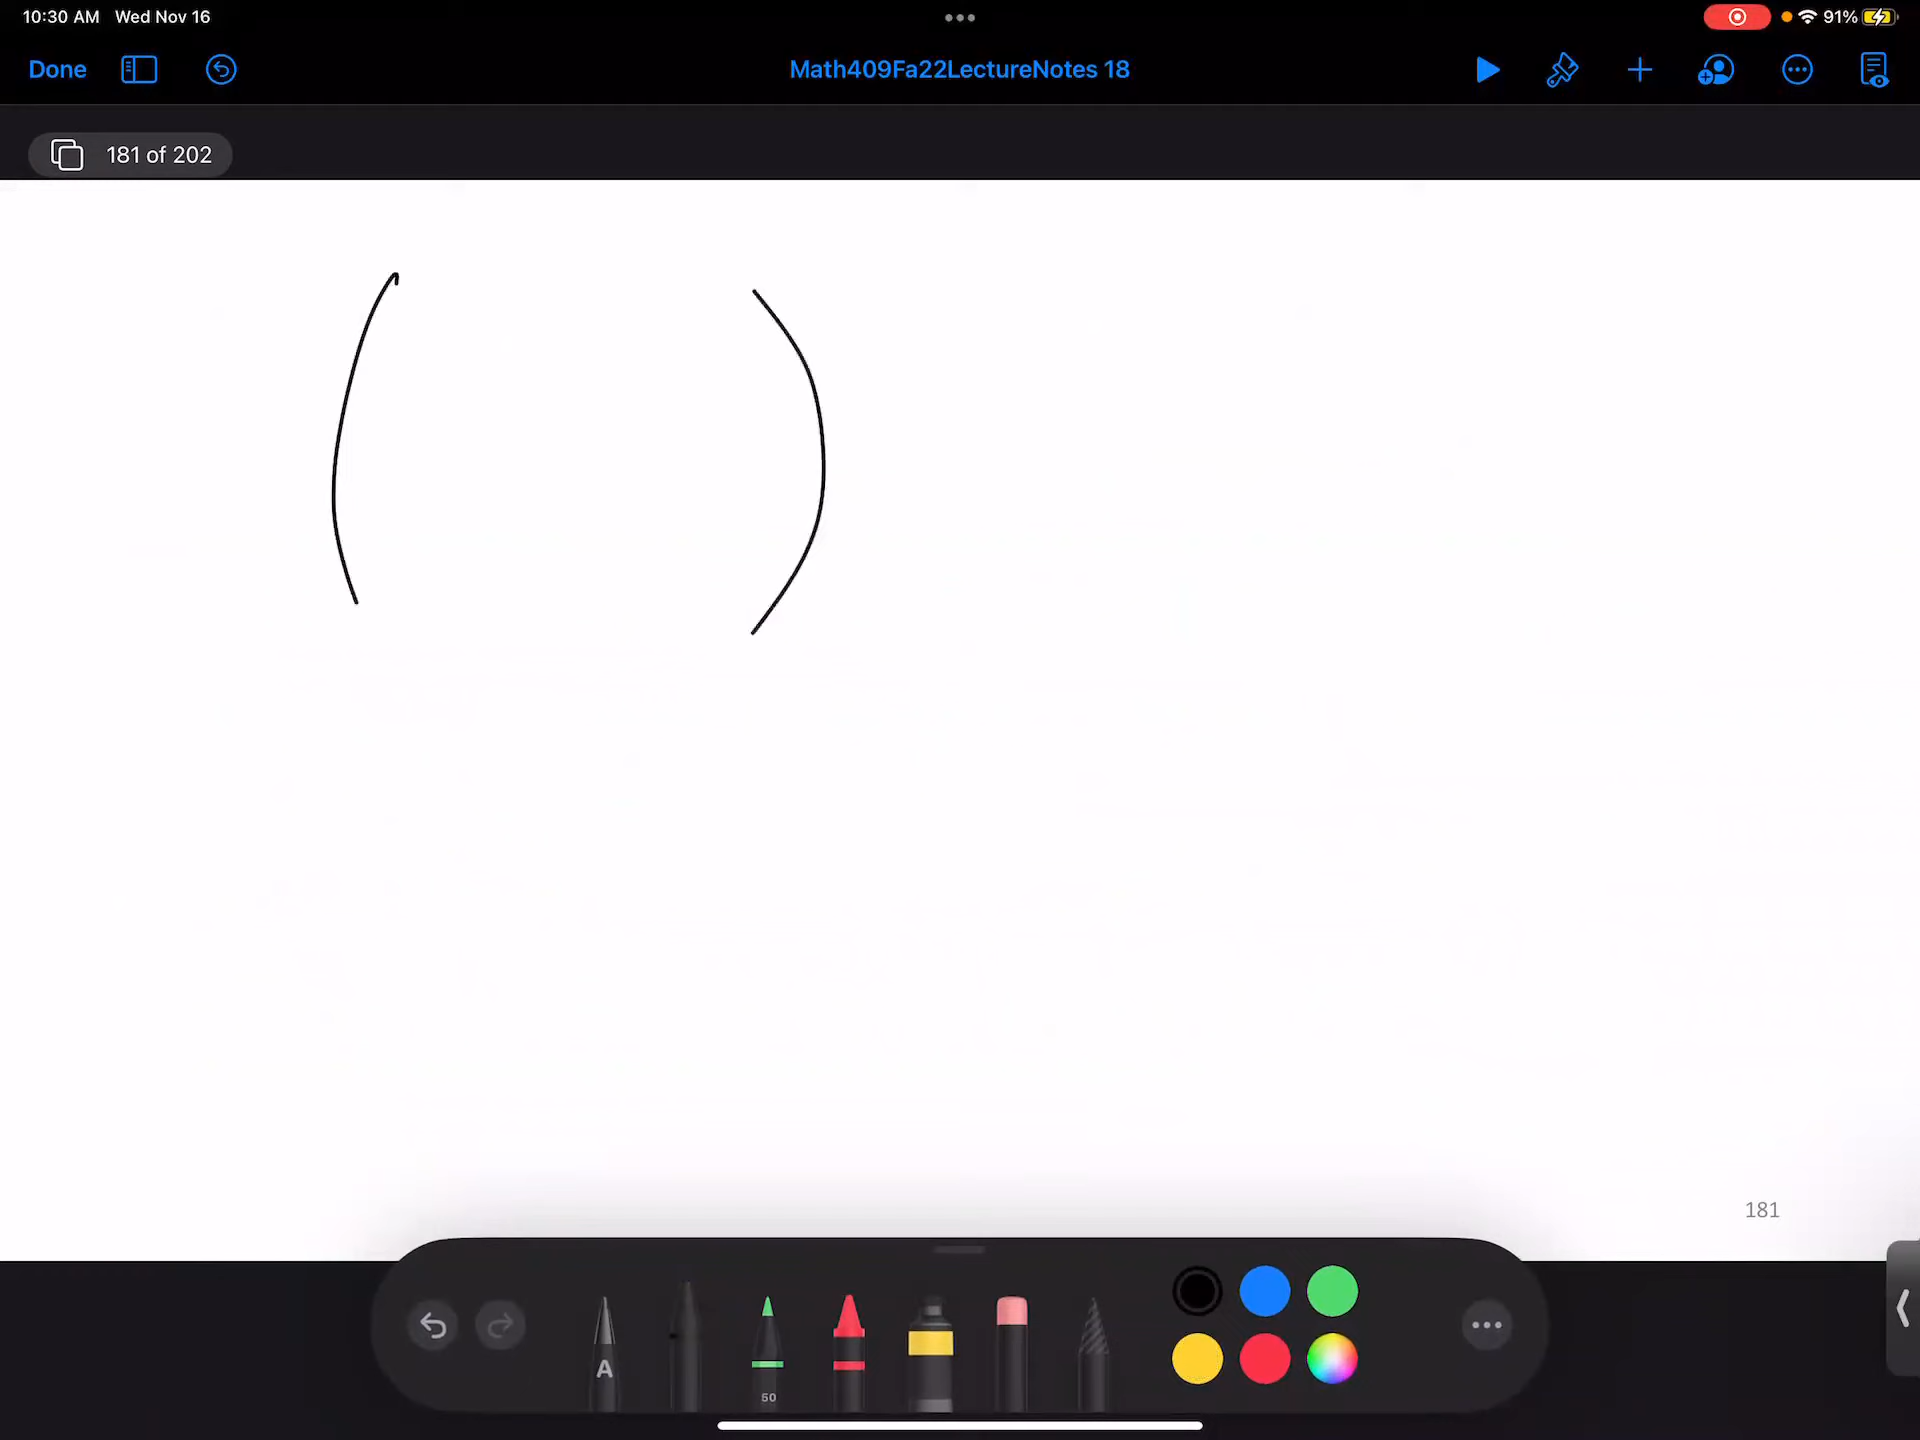 10:30 AM Wed Nov 16
91%
Done
Math409Fa22LectureNotes 18
181 of 202
( )
181
A
50